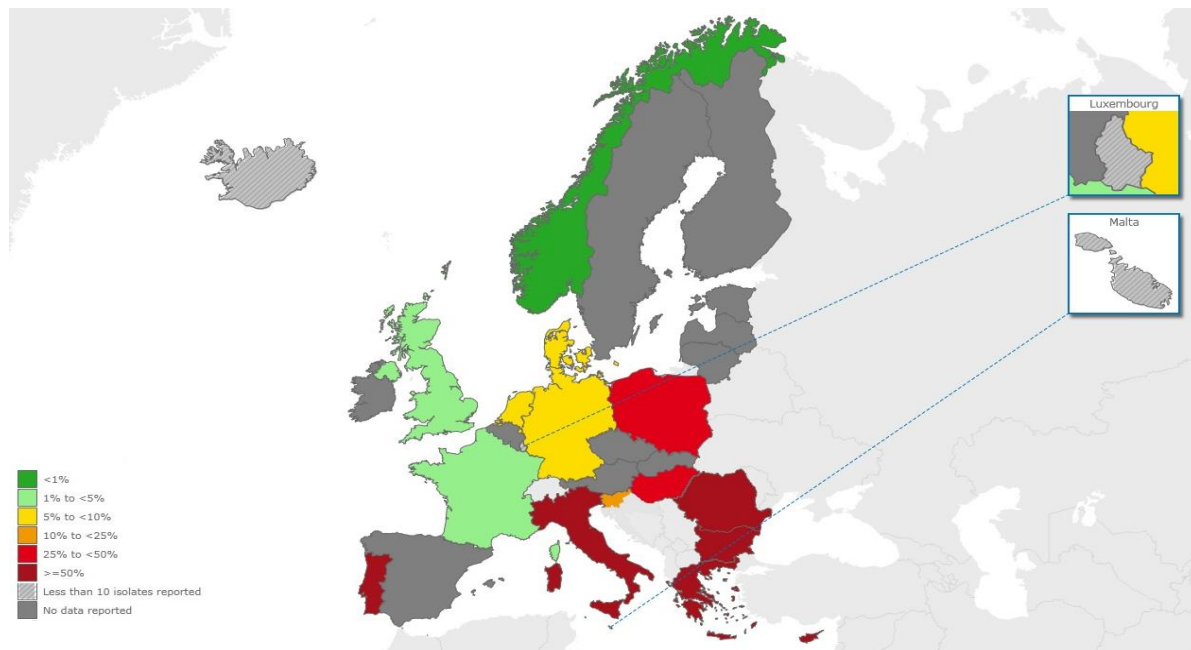 Luxembourg
Malta
<1%
1% to <5%
5% to <10%
10% to <25%
25% to <50%
>=50%
Less than 10 isolates reported
No data reported